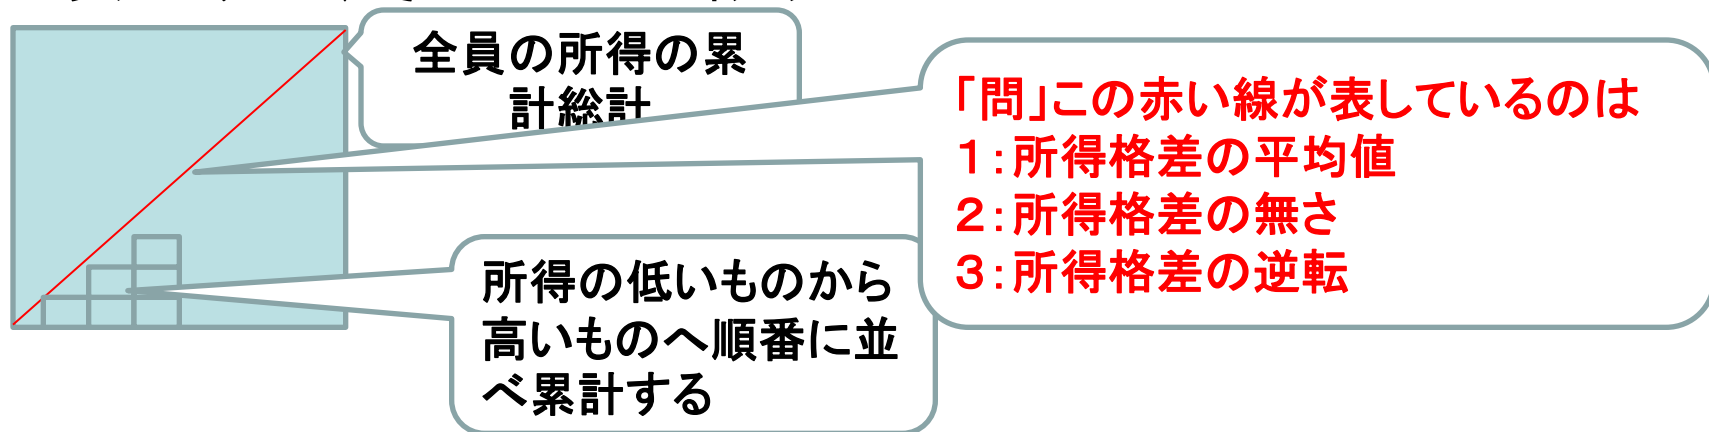 全員の所得の累
計総計
「問」この赤い線が表しているのは
１：所得格差の平均値
２：所得格差の無さ
３：所得格差の逆転
所得の低いものから
高いものへ順番に並
べ累計する